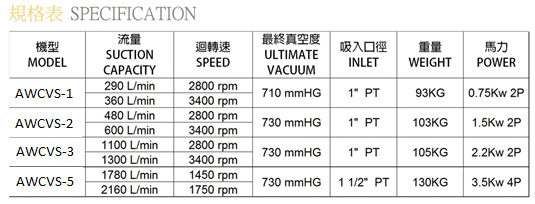 規格表 SPECIFICATION
機型 流量 迴轉速 最終真空度 吸入口徑 重量 馬力
MODEL SUCTION CAPACITY SPEED ULTIMATE VACUUM INLET WEIGHT POWER
AWCVS-1 290 L/min 2800 rpm 710 mmHG 1" PT 93KG 0.75Kw 2P
360 L/min 3400 rpm
AWCVS-2 480 L/min 2800 rpm 730 mmHG 1" PT 103KG 1.5Kw 2P
600 L/min 3400 rpm
AWCVS-3 1100 L/min 2800 rpm 730 mmHG 1" PT 105KG 2.2Kw 2P
1300 L/min 3400 rpm
AWCVS-5 1780 L/min 1450 rpm 730 mmHG 1 1/2" PT 130KG 3.5Kw 4P
2160 L/min 1750 rpm